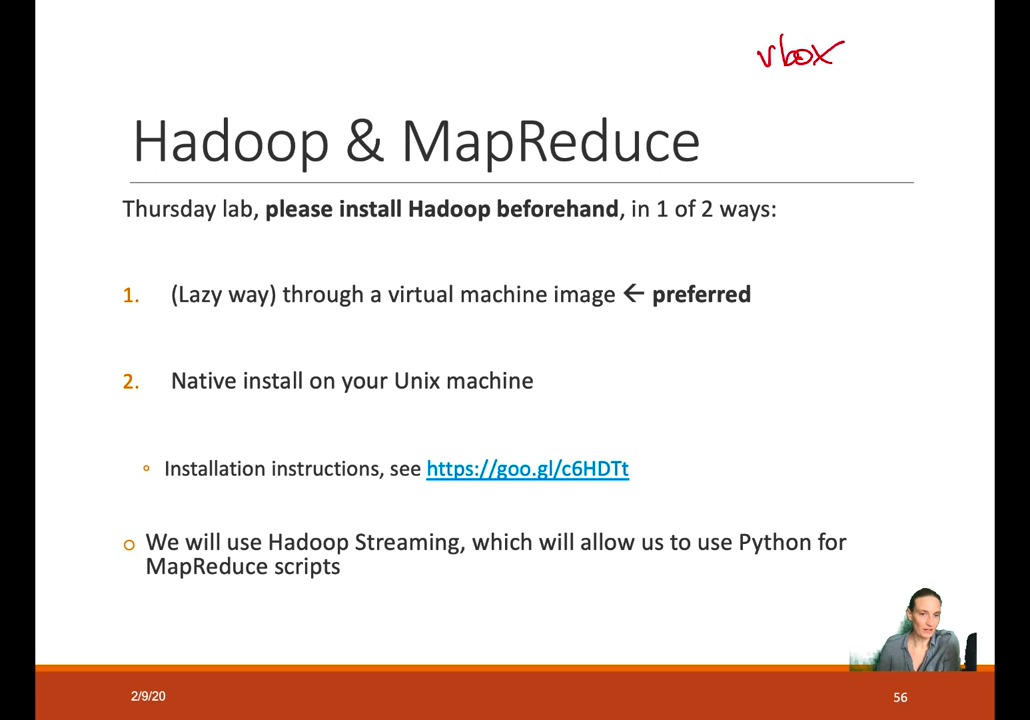 vbox
Hadoop & MapReduce
Thursday lab, please install Hadoop beforehand, in 1 of 2 ways:
1. (Lazy way) through a virtual machine image ← preferred
2. Native install on your Unix machine
Installation instructions, see https://goo.gl/c6HDTt
We will use Hadoop Streaming, which will allow us to use Python for
MapReduce scripts
2/9/20
56